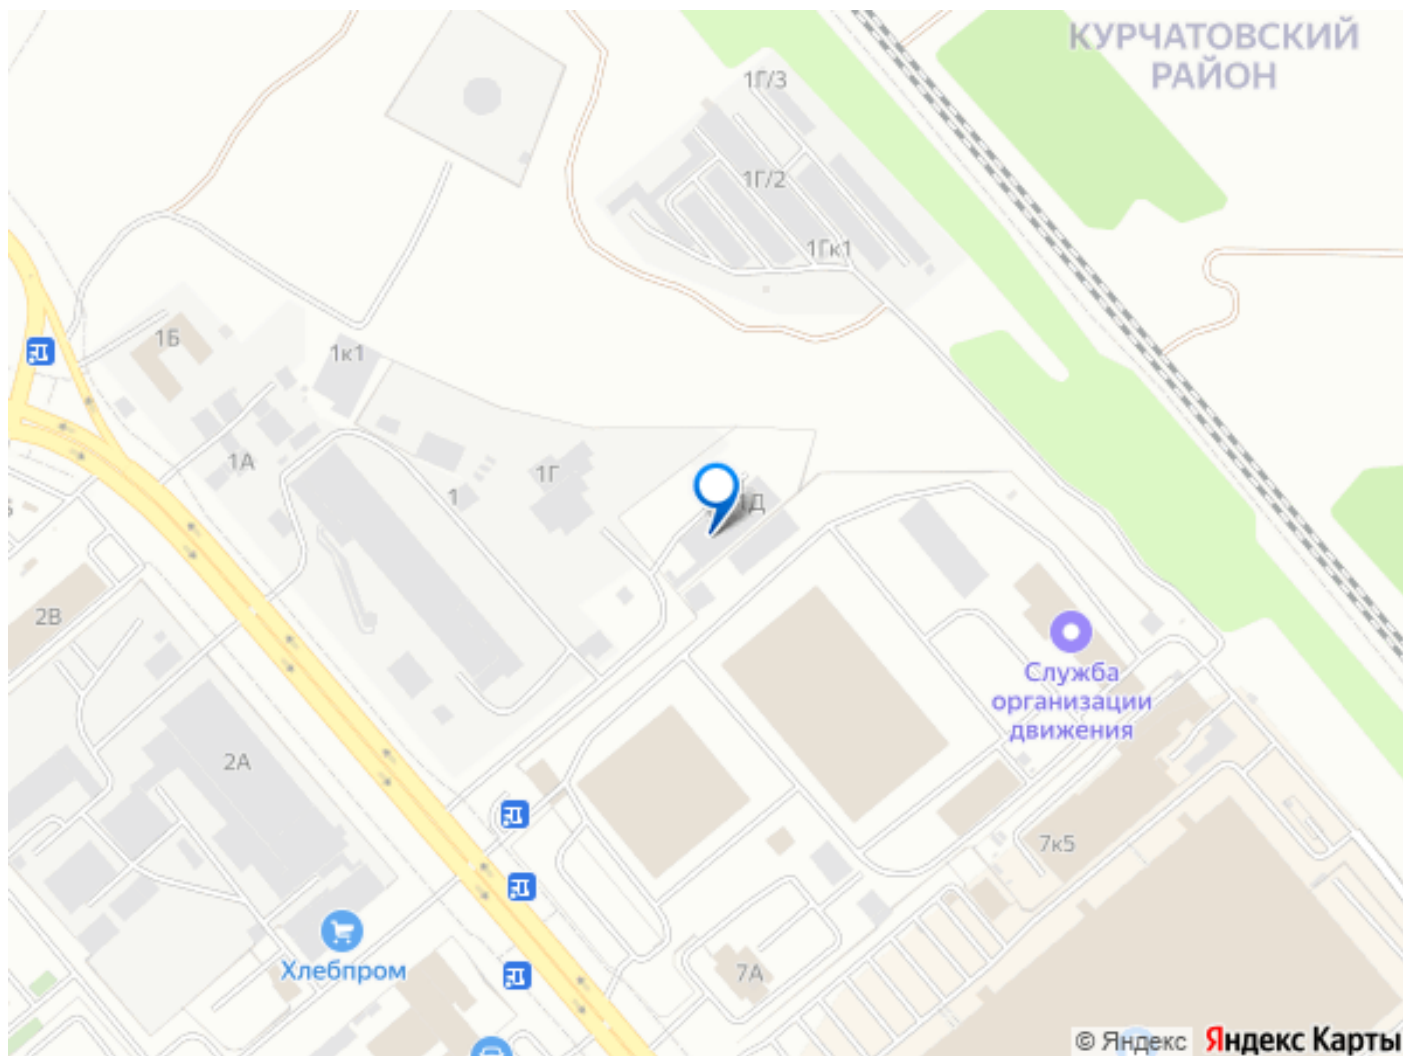 КУРЧАТОВСКИЙ
РАЙОН
1Г/3
1Г/2
1Гк1
1Б
1к1
1А
1Г
1
1Д
2В
Служба
организации
движения
2А
7к5
Хлебпром
7А
© Яндекс Яндекс Карты